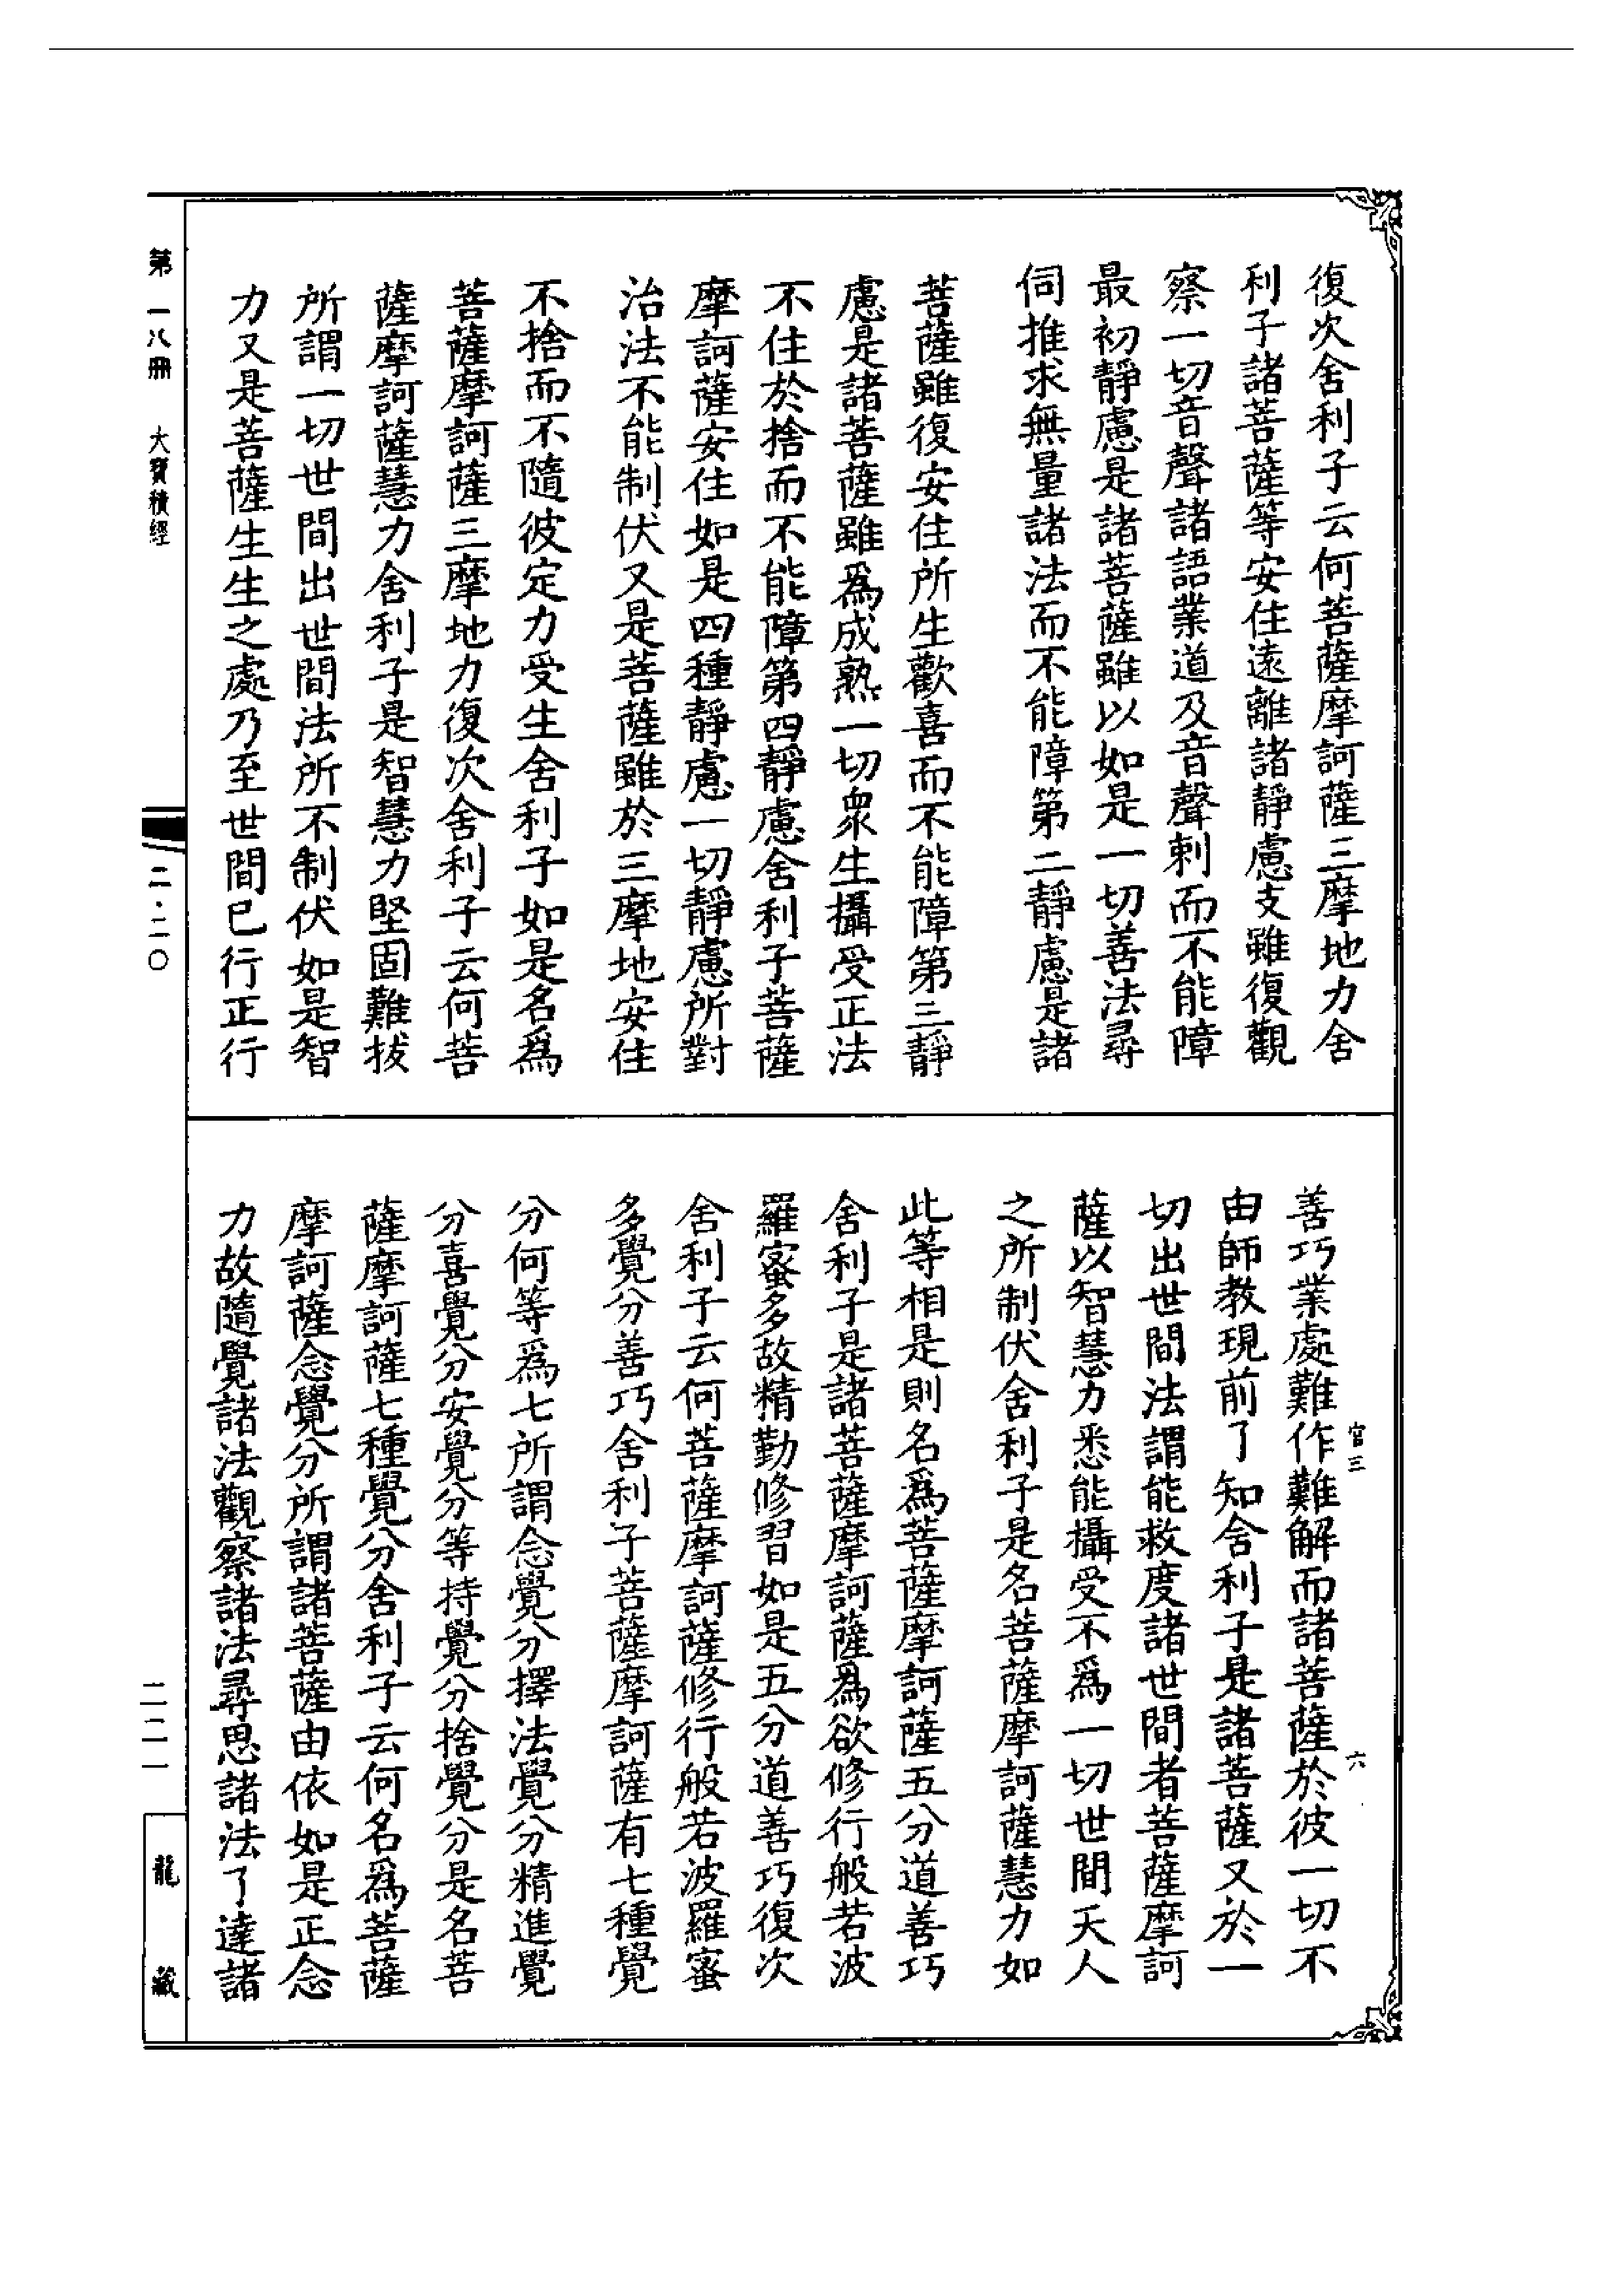 復次舍利子云何菩薩摩訶薩三摩地力舍
利子諸菩薩等安住遠離諸靜慮支雖復觀
察一切音聲諸語業道及音聲刺而不能障
最初靜慮是諸菩薩雖以如是一切善法尋
伺推求無量諸法而不能障第二靜慮是諸
菩薩雖復安住所生歡喜而不能障第三靜
慮是諸菩薩雖爲成熟一切衆生攝受正法
不住於捨而不能障第四靜慮舍利子菩薩
摩訶薩安住如是四種靜慮一切靜慮所對
治法不能制伏又是菩薩雖於三摩地安住
不捨而不隨彼定力受生舍利子如是名爲
菩薩摩訶薩三摩地力復次舍利子云何菩
薩摩訶薩慧力舍利子是智慧力堅固難拔
所謂一切世間出世間法所不制伏如是智
力又是菩薩生生之處乃至世間已行正行
善巧業處難作難解而諸菩薩於彼一切不
由師教現前了知舍利子是諸菩薩又於一
切出世間法謂能救度諸世間者菩薩摩訶
薩以智慧力悉能攝受不爲一切世間天人
之所制伏舍利子是名菩薩摩訶薩慧力如
此等相是則名爲菩薩摩訶薩五分道善巧
舍利子是諸菩薩摩訶薩爲欲修行般若波
羅蜜多故精勤修習如是五分道善巧復次
舍利子云何菩薩摩訶薩修行般若波羅蜜
多覺分善巧舍利子菩薩摩訶薩有七種覺
分何等爲七所謂念覺分擇法覺分精進覺
分喜覺分安覺分等持覺分捨覺分是名菩
薩摩訶薩七種覺分舍利子云何名爲菩薩
摩訶薩念覺分所謂諸菩薩由依如是正念
力故隨覺諸法觀察諸法尋思諸法了達諸
官三
六
第一八冊 大寶積經
二·二〇
二二一
龍藏